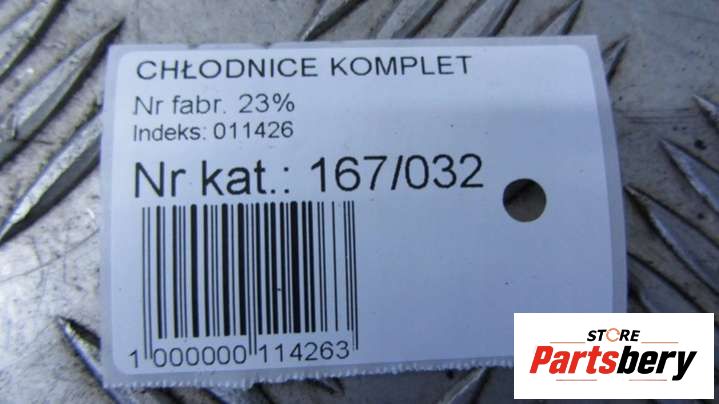 CHŁODNICE KOMPLET
Nr fabr. 23%
Indeks: 011426
Nr kat.: 167/032
1 000000 114263
STORE
Partsbery